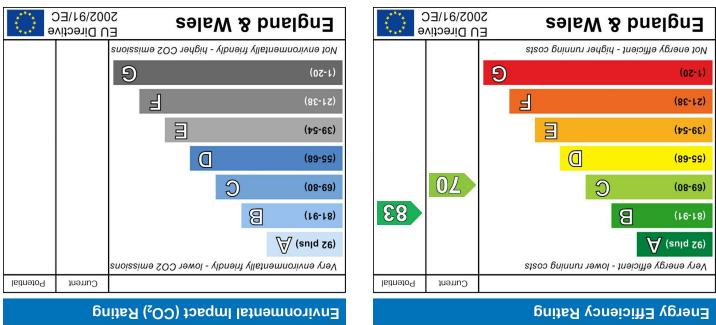 Energy Efficiency Rating
Current Potential
Very energy efficient - lower running costs
(92 plus) A
(81-91) B
(69-80) C
(55-68) D
(39-54) E
(21-38) F
(1-20) G
70
83
Not energy efficient - higher running costs
England & Wales
EU Directive
2002/91/EC
Environmental Impact (CO₂) Rating
Current Potential
Very environmentally friendly - lower CO2 emissions
(92 plus) A
(81-91) B
(69-80) C
(55-68) D
(39-54) E
(21-38) F
(1-20) G
Not environmentally friendly - higher CO2 emissions
England & Wales
EU Directive
2002/91/EC